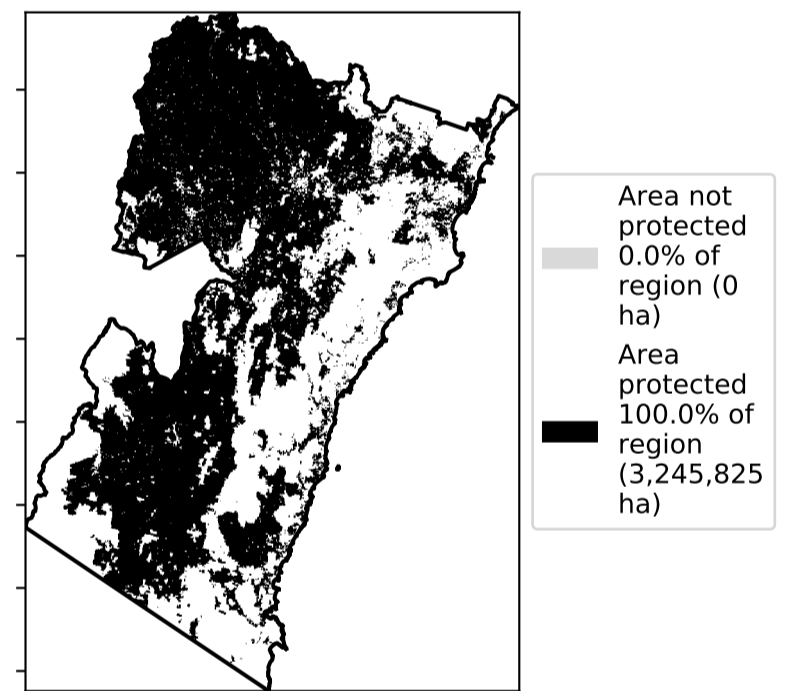 Area not
protected
0.0% of
region (0
ha)
Area
protected
100.0% of
region
(3,245,825
ha)